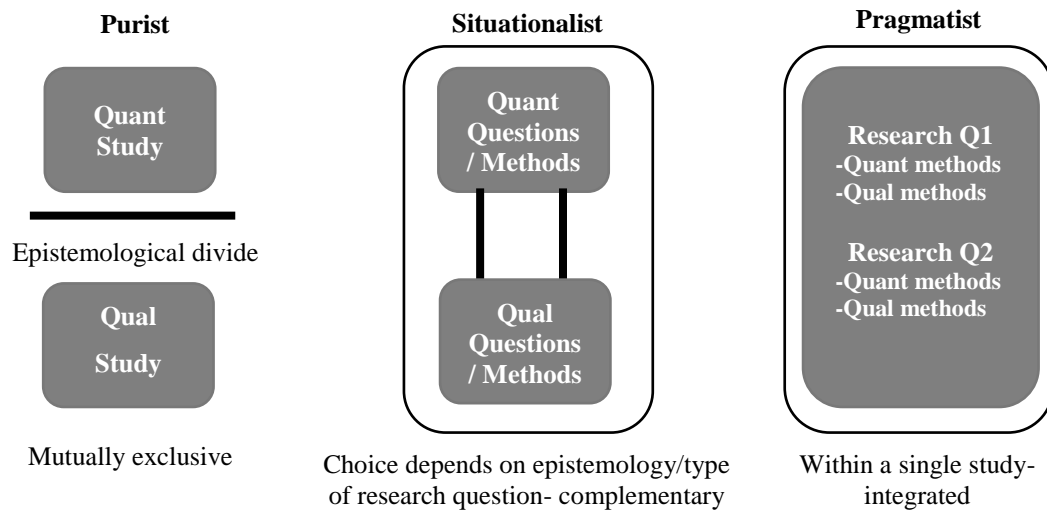 Purist
Quant
Study
Epistemological divide
Qual
Study
Mutually exclusive
Situationalist
Quant
Questions
/ Methods
Qual
Questions
/ Methods
Choice depends on epistemology/type
of research question- complementary
Pragmatist
Research Q1
-Quant methods
-Qual methods
Research Q2
-Quant methods
-Qual methods
Within a single study-
integrated